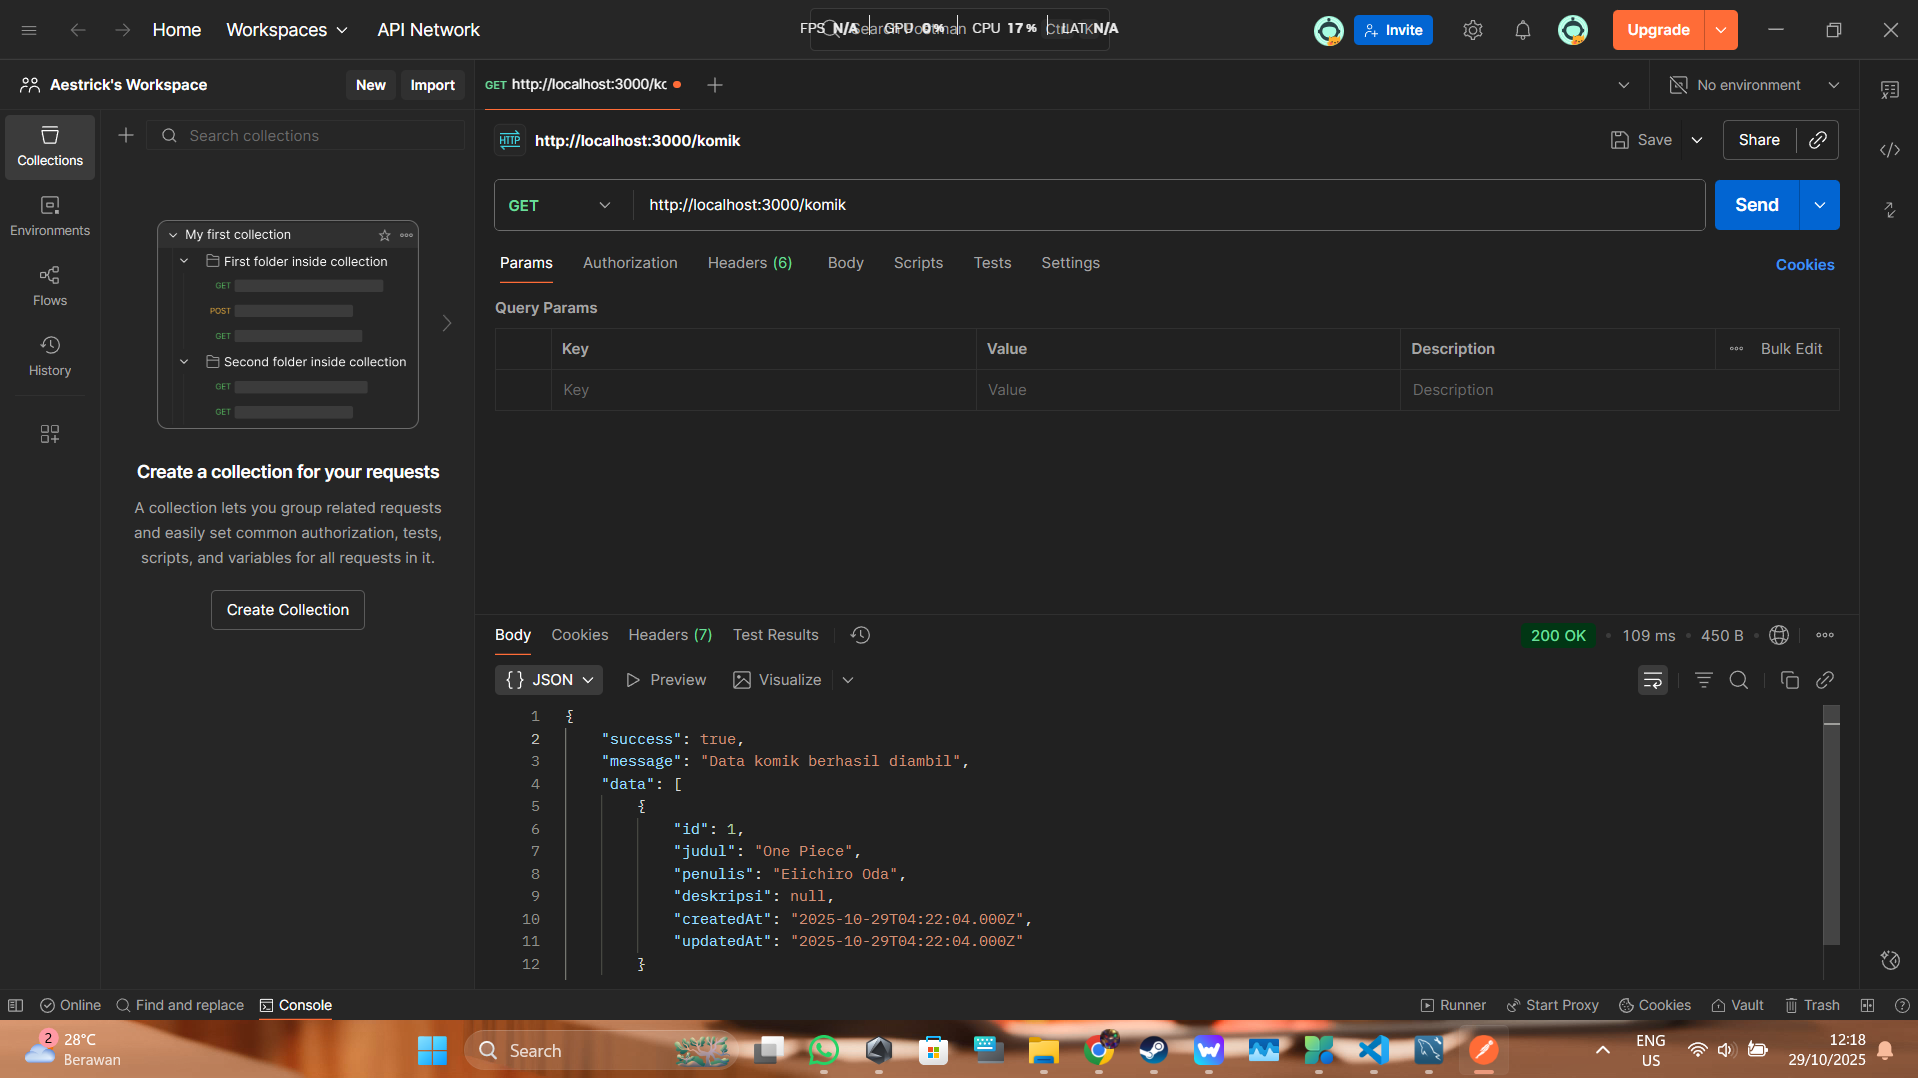 Home
Workspaces
API Network
FPS N/A GPU 0% CPU 17% LAT N/A
Invite
Upgrade
Aestrick's Workspace
New
Import
GET http://localhost:3000/kc
No environment
Collections
Environments
Flows
History
Search collections
My first collection
First folder inside collection
GET
POST
GET
Second folder inside collection
GET
GET
Create a collection for your requests
A collection lets you group related requests
and easily set common authorization, tests,
scripts, and variables for all requests in it.
Create Collection
HTTP http://localhost:3000/komik
Save
Share
GET
http://localhost:3000/komik
Send
Params
Authorization
Headers (6)
Body
Scripts
Tests
Settings
Cookies
Query Params
Key
Value
Description
Bulk Edit
Key
Value
Description
Body
Cookies
Headers (7)
Test Results
200 OK
109 ms
450 B
{} JSON
Preview
Visualize
1 {
2 "success": true,
3 "message": "Data komik berhasil diambil",
4 "data": [
5 {
6 "id": 1,
7 "judul": "One Piece",
8 "penulis": "Eiichiro Oda",
9 "deskripsi": null,
10 "createdAt": "2025-10-29T04:22:04.000Z",
11 "updatedAt": "2025-10-29T04:22:04.000Z"
12 }
Online
Find and replace
Console
Runner
Start Proxy
Cookies
Vault
Trash
2
28°C
Berawan
Search
ENG
US
12:18
29/10/2025